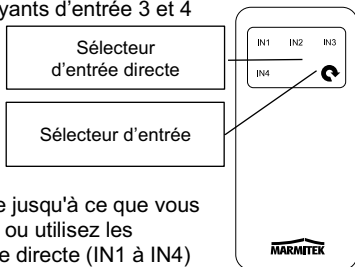 yants d'entrée 3 et 4
Sélecteur
d'entrée directe
Sélecteur d'entrée
IN1 IN2 IN3
IN4
e jusqu'à ce que vous
ou utilisez les
e directe (IN1 à IN4)
MARMITEK